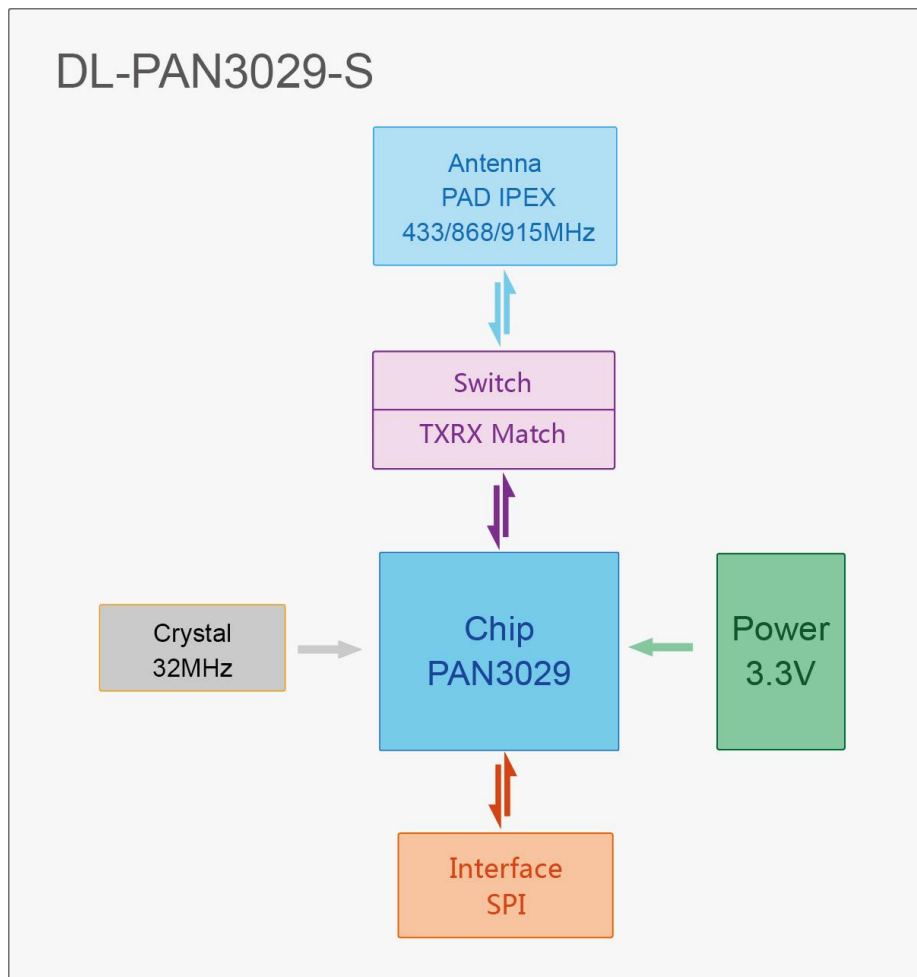 DL-PAN3029-S
Antenna
PAD IPEX
433/868/915MHz
Switch
TXRX Match
Crystal
32MHz
Chip
PAN3029
Power
3.3V
Interface
SPI